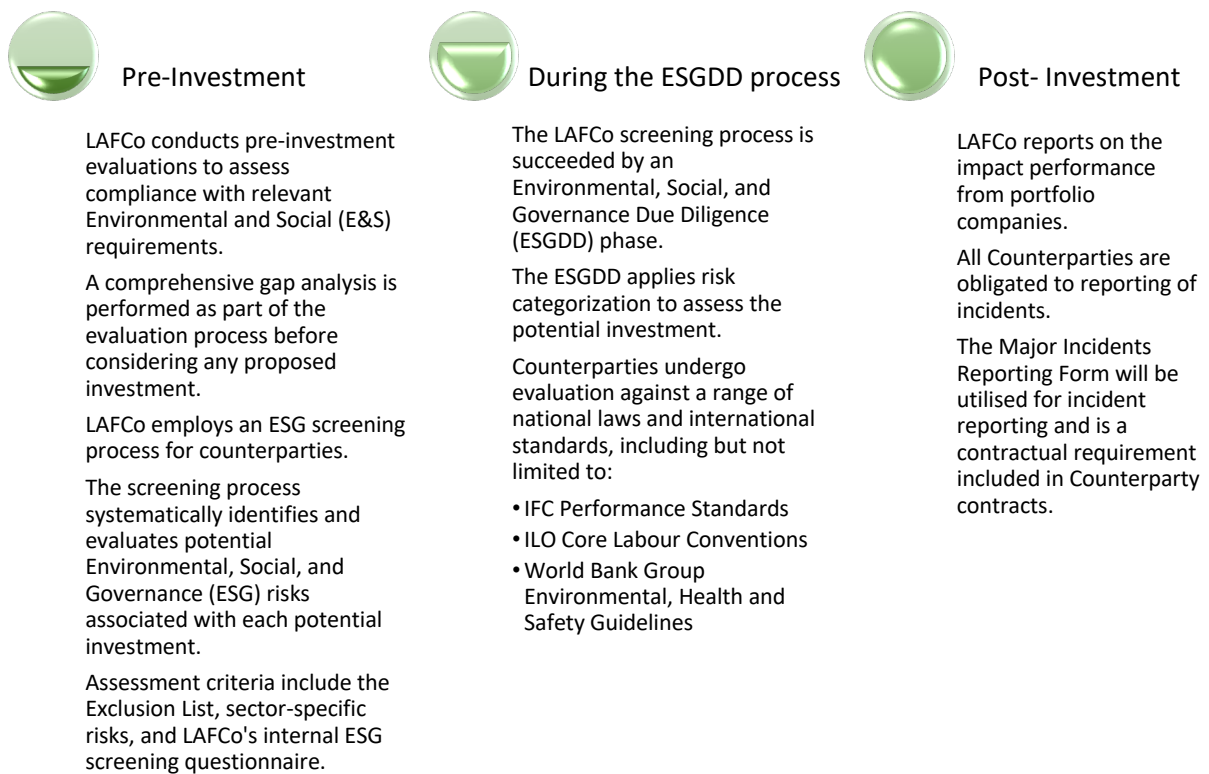 Pre-Investment
LAFCo conducts pre-investment
evaluations to assess
compliance with relevant
Environmental and Social (E&S)
requirements.
A comprehensive gap analysis is
performed as part of the
evaluation process before
considering any proposed
investment.
LAFCo employs an ESG screening
process for counterparties.
The screening process
systematically identifies and
evaluates potential
Environmental, Social, and
Governance (ESG) risks
associated with each potential
investment.
Assessment criteria include the
Exclusion List, sector-specific
risks, and LAFCo's internal ESG
screening questionnaire.
During the ESGDD process
The LAFCo screening process is
succeeded by an
Environmental, Social, and
Governance Due Diligence
(ESGDD) phase.
The ESGDD applies risk
categorization to assess the
potential investment.
Counterparties undergo
evaluation against a range of
national laws and international
standards, including but not
limited to:
• IFC Performance Standards
• ILO Core Labour Conventions
• World Bank Group
Environmental, Health and
Safety Guidelines
Post- Investment
LAFCo reports on the
impact performance
from portfolio
companies.
All Counterparties are
obligated to reporting of
incidents.
The Major Incidents
Reporting Form will be
utilised for incident
reporting and is a
contractual requirement
included in Counterparty
contracts.